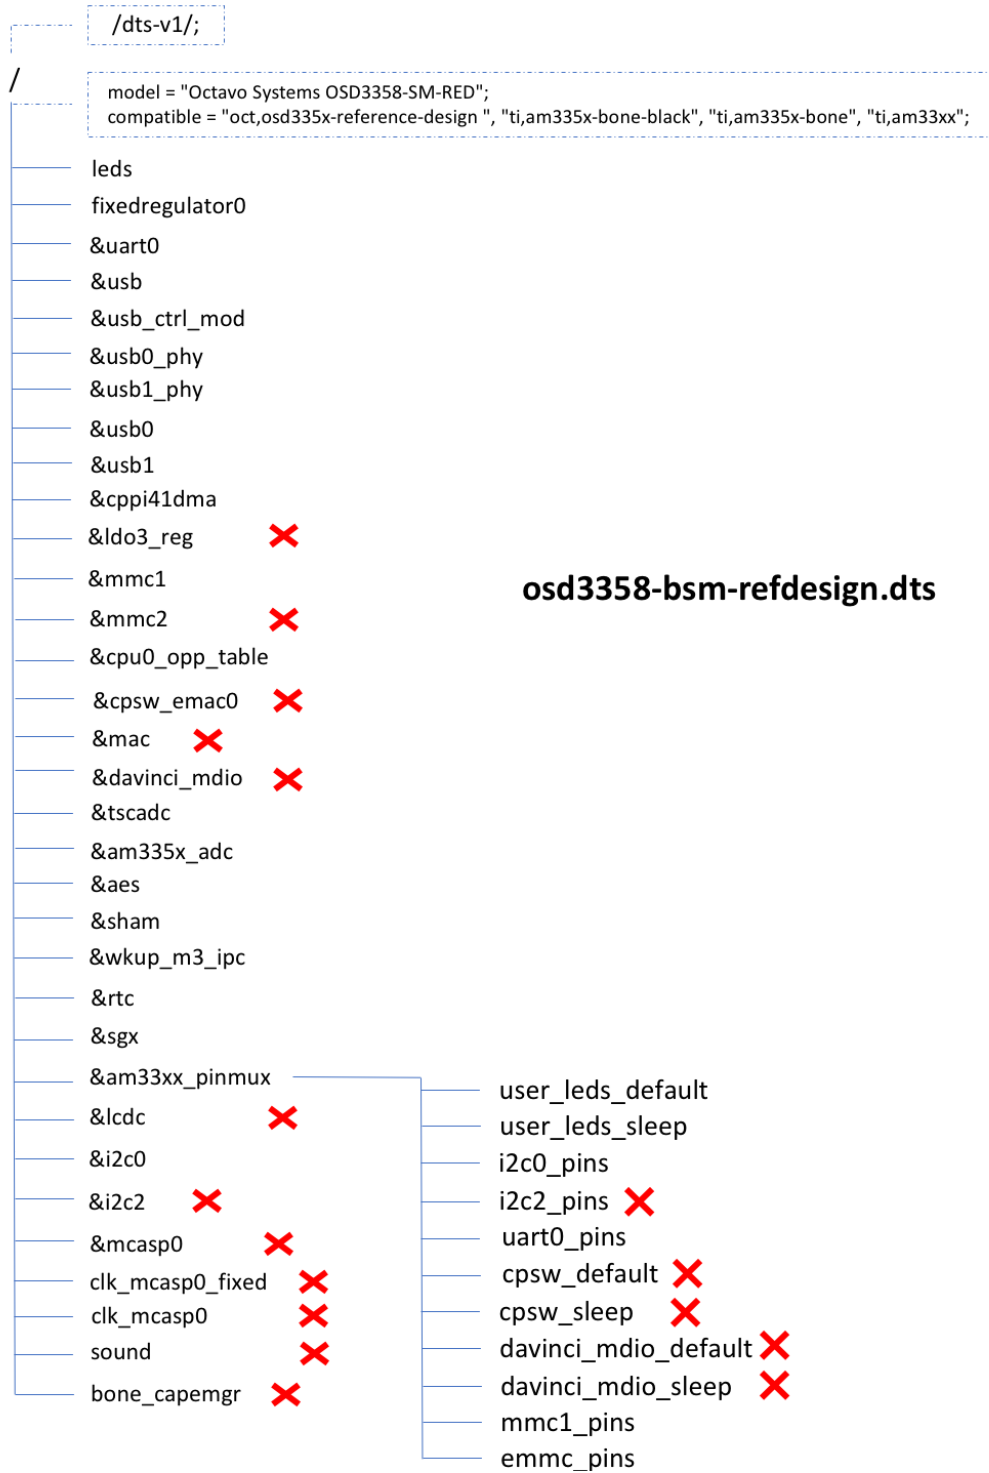 /dts-v1/;
/
model = "Octavo Systems OSD3358-SM-RED";
compatible = "oct,osd335x-reference-design ", "ti,am335x-bone-black", "ti,am335x-bone", "ti,am33xx";
leds
fixedregulator0
&uart0
&usb
&usb_ctrl_mod
&usb0_phy
&usb1_phy
&usb0
&usb1
&cppi41dma
&ldo3_reg
&mmc1
osd3358-bsm-refdesign.dts
&mmc2
&cpu0_opp_table
&cpsw_emac0
&mac
&davinci_mdio
&tscadc
&am335x_adc
&aes
&sham
&wkup_m3_ipc
&rtc
&sgx
&am33xx_pinmux
&lcdc
&i2c0
&i2c2
&mcasp0
clk_mcasp0_fixed
clk_mcasp0
sound
bone_capemgr
user_leds_default
user_leds_sleep
i2c0_pins
i2c2_pins
uart0_pins
cpsw_default
cpsw_sleep
davinci_mdio_default
davinci_mdio_sleep
mmc1_pins
emmc_pins